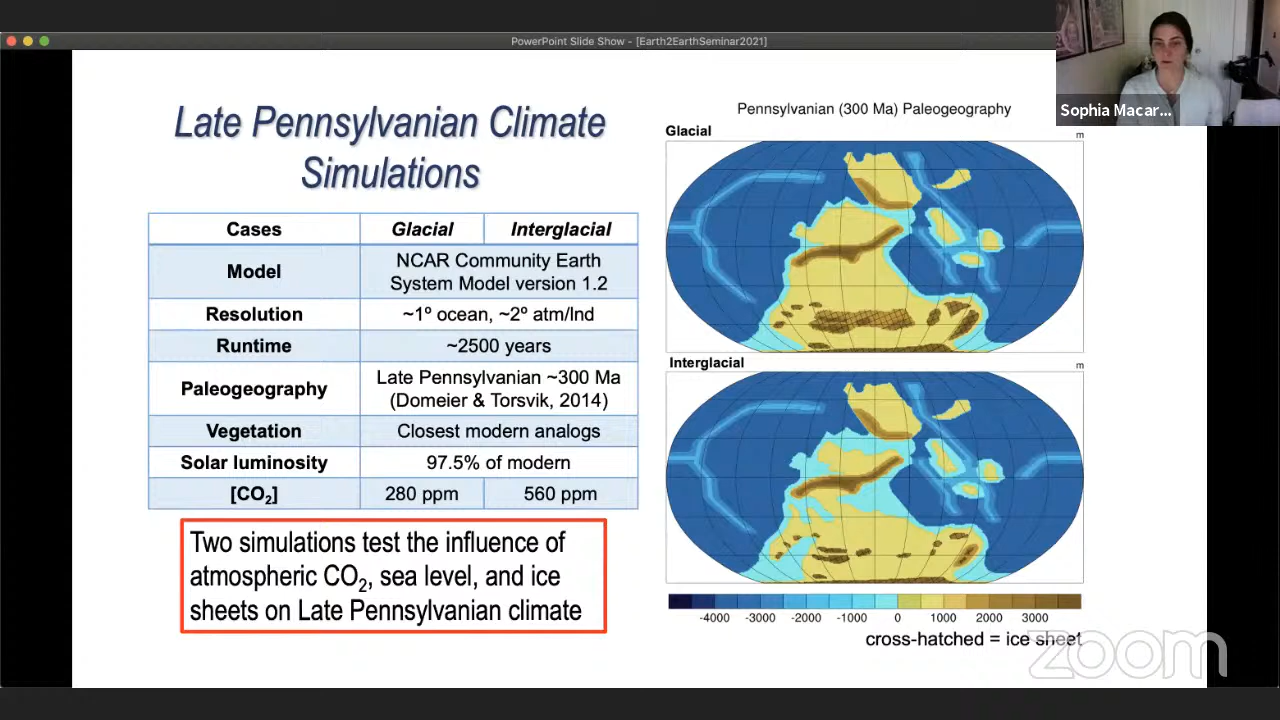 PowerPoint Slide Show - [Earth2EarthSeminar2021]
Sophia Macar...
Late Pennsylvanian Climate
Simulations
Cases Glacial Interglacial
Model NCAR Community Earth
System Model version 1.2
Resolution ~1º ocean, ~2º atm/lnd
Runtime ~2500 years
Paleogeography Late Pennsylvanian ~300 Ma
(Domeier & Torsvik, 2014)
Vegetation Closest modern analogs
Solar luminosity 97.5% of modern
[CO₂] 280 ppm 560 ppm
Two simulations test the influence of
atmospheric CO₂, sea level, and ice
sheets on Late Pennsylvanian climate
Pennsylvanian (300 Ma) Paleogeography
Glacial m
Interglacial m
-4000 -3000 -2000 -1000 0 1000 2000 3000
cross-hatched = ice sheet
zoom